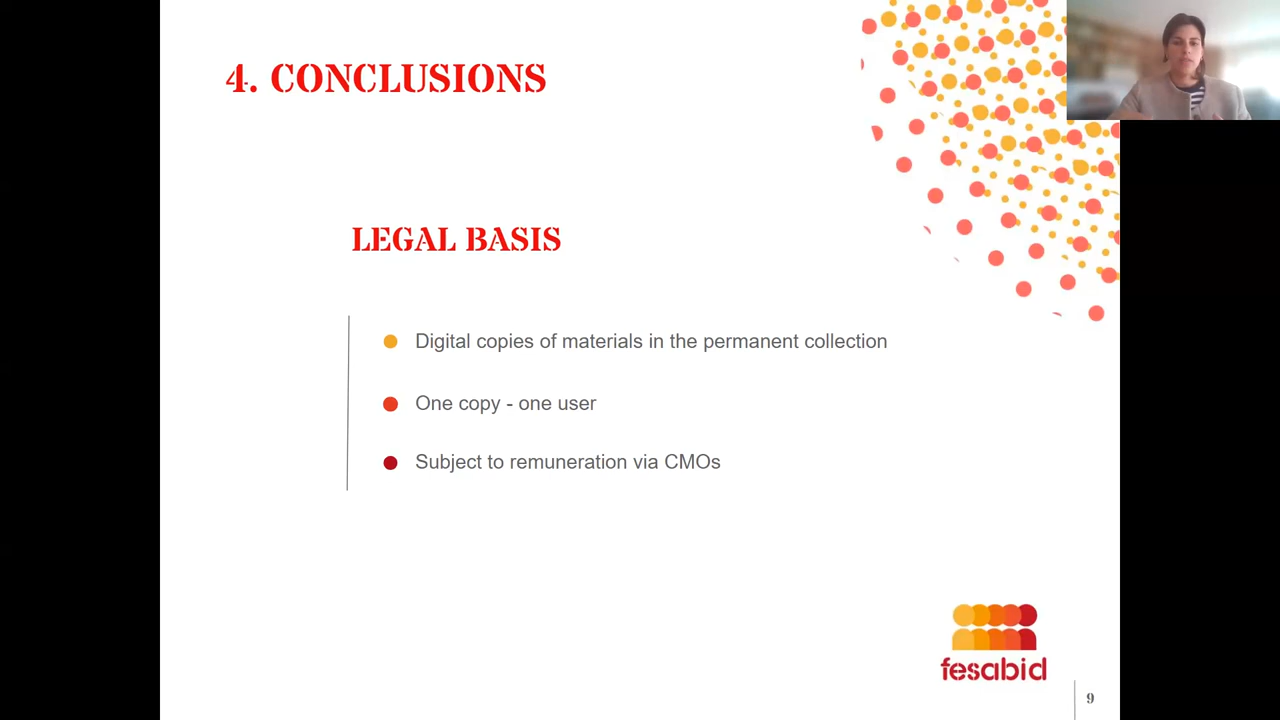 4. CONCLUSIONS
LEGAL BASIS
Digital copies of materials in the permanent collection
One copy - one user
Subject to remuneration via CMOs
fesabid
9